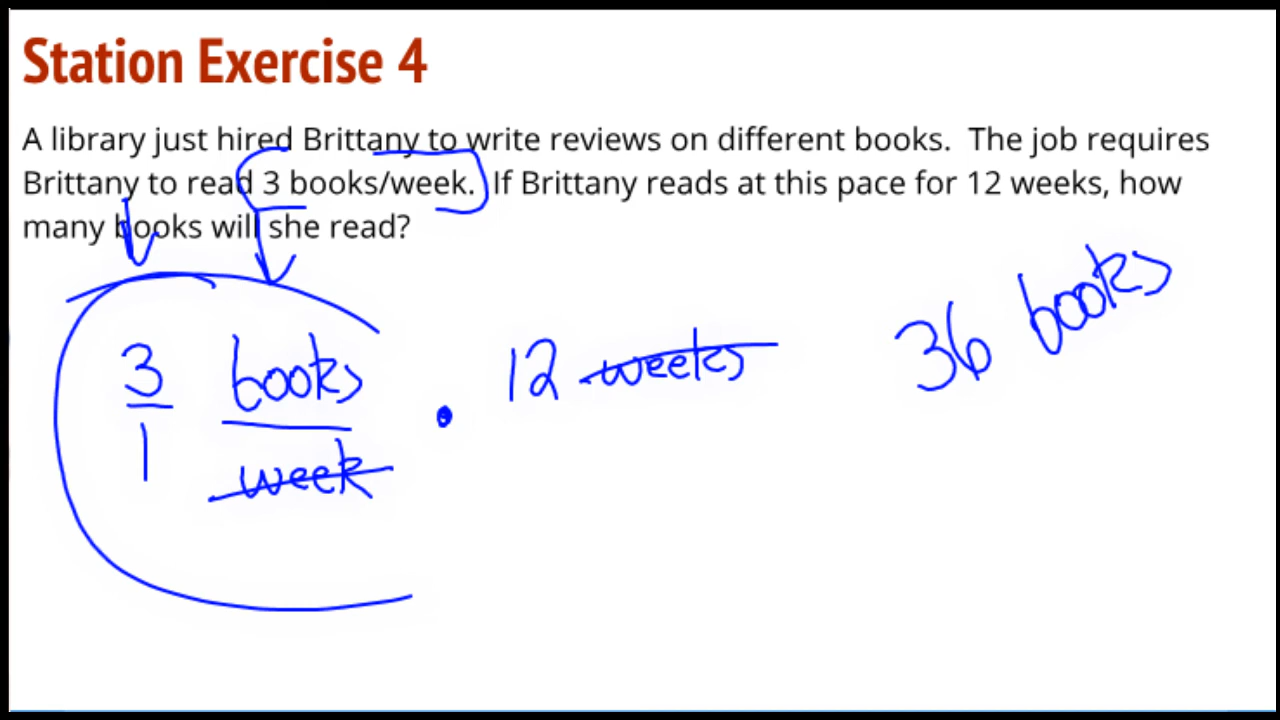 Station Exercise 4
A library just hired Brittany to write reviews on different books. The job requires
Brittany to read 3 books/week. If Brittany reads at this pace for 12 weeks, how
many books will she read?
3 books · 12 weeks 36 books
1 week